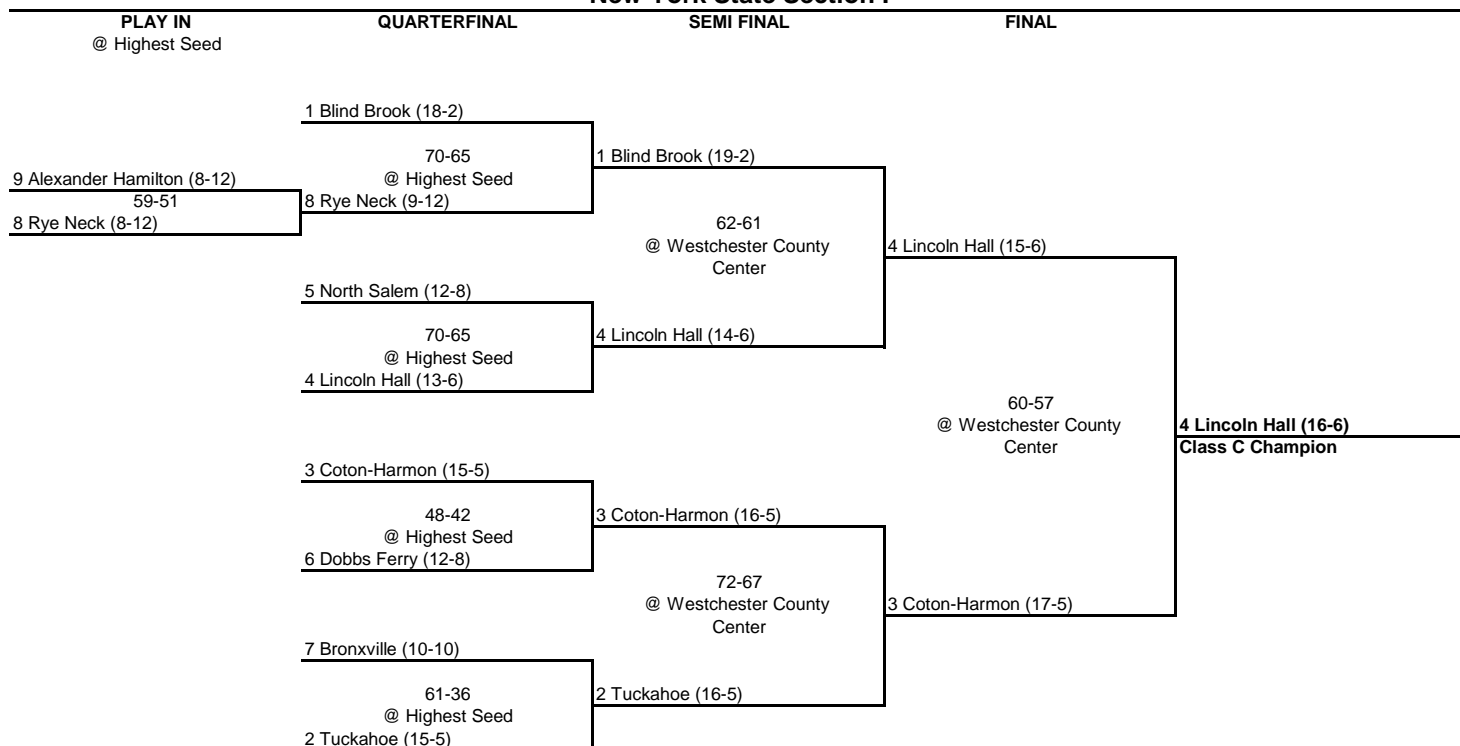 PLAY IN QUARTERFINAL SEMI FINAL FINAL
@ Highest Seed
1 Blind Brook (18-2)
70-65
@ Highest Seed
1 Blind Brook (19-2)
9 Alexander Hamilton (8-12)
59-51
8 Rye Neck (8-12)
8 Rye Neck (9-12)
62-61
@ Westchester County
Center
4 Lincoln Hall (15-6)
5 North Salem (12-8)
70-65
@ Highest Seed
4 Lincoln Hall (14-6)
4 Lincoln Hall (13-6)
60-57
@ Westchester County
Center
4 Lincoln Hall (16-6)
Class C Champion
3 Coton-Harmon (15-5)
48-42
@ Highest Seed
3 Coton-Harmon (16-5)
6 Dobbs Ferry (12-8)
72-67
@ Westchester County
Center
3 Coton-Harmon (17-5)
7 Bronxville (10-10)
61-36
@ Highest Seed
2 Tuckahoe (16-5)
2 Tuckahoe (15-5)